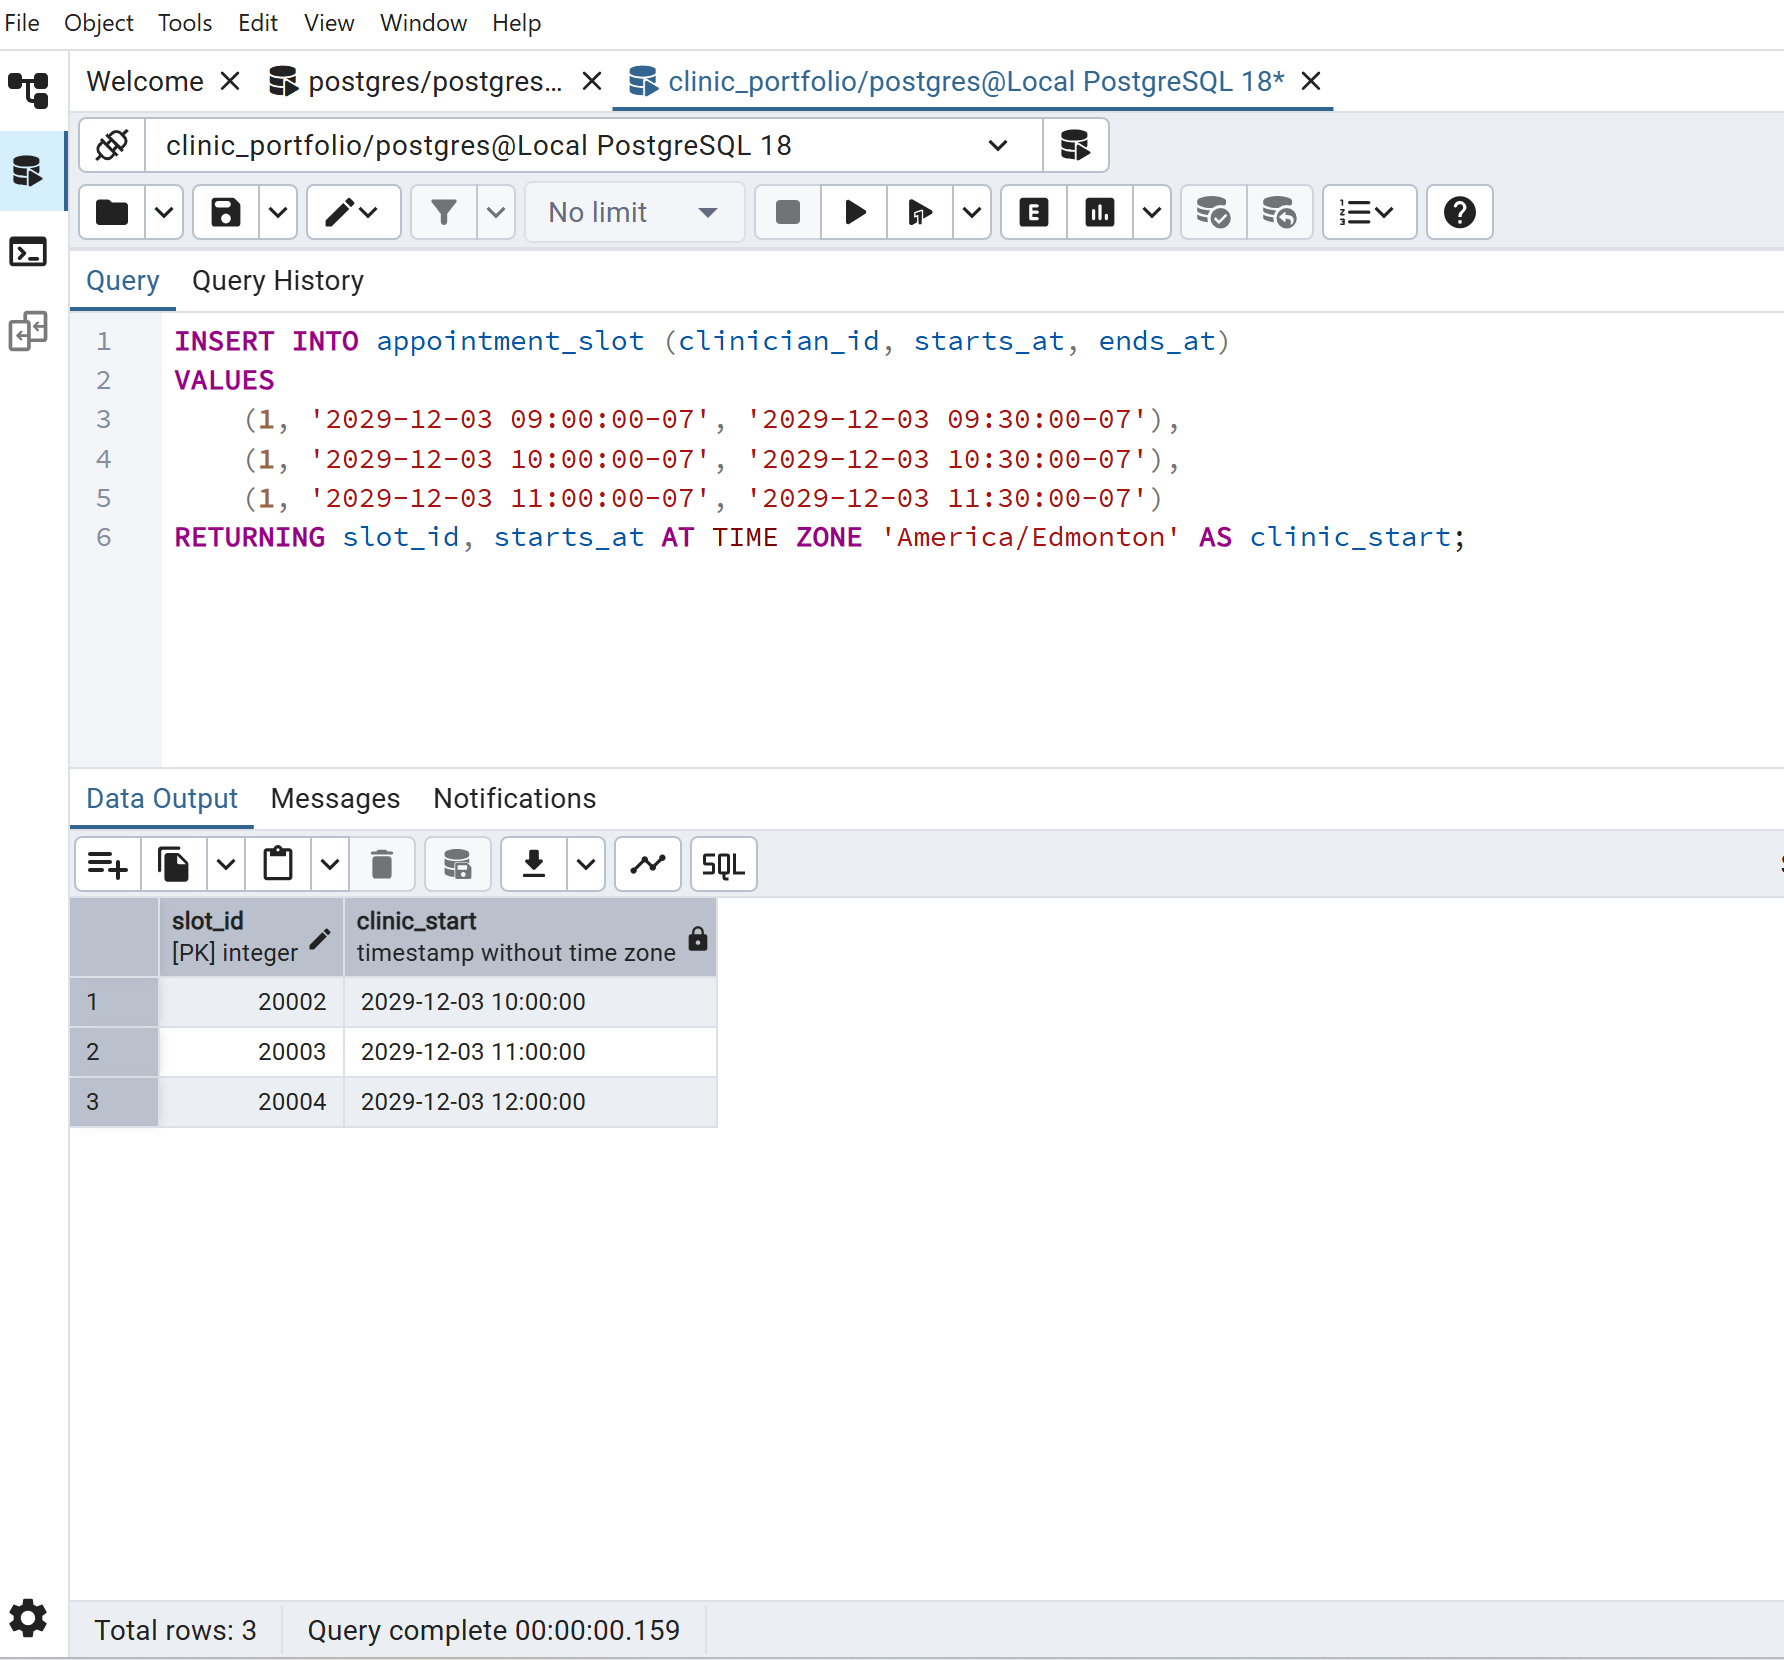 File Object Tools Edit View Window Help
Welcome postgres/postgres... clinic_portfolio/postgres@Local PostgreSQL 18*
clinic_portfolio/postgres@Local PostgreSQL 18
No limit
Query Query History
1 INSERT INTO appointment_slot (clinician_id, starts_at, ends_at)
2 VALUES
3 (1, '2029-12-03 09:00:00-07', '2029-12-03 09:30:00-07'),
4 (1, '2029-12-03 10:00:00-07', '2029-12-03 10:30:00-07'),
5 (1, '2029-12-03 11:00:00-07', '2029-12-03 11:30:00-07')
6 RETURNING slot_id, starts_at AT TIME ZONE 'America/Edmonton' AS clinic_start;
Data Output Messages Notifications
SQL
slot_id clinic_start
[PK] integer timestamp without time zone
1 20002 2029-12-03 10:00:00
2 20003 2029-12-03 11:00:00
3 20004 2029-12-03 12:00:00
Total rows: 3 Query complete 00:00:00.159